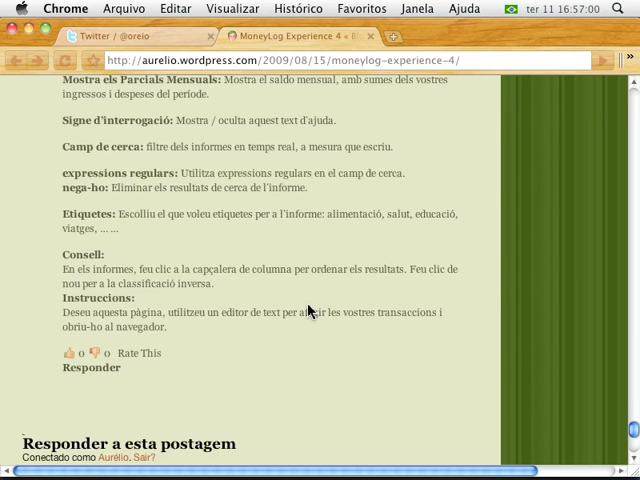 Chrome Arquivo Editar Visualizar Histórico Favoritos Janela Ajuda ter 11 16:57:00
Twitter / @oreio × MoneyLog Experience 4 « Bl ×
http://aurelio.wordpress.com/2009/08/15/moneylog-experience-4/ »
Mostra els Parcials Mensuals: Mostra el saldo mensual, amb sumes dels vostres
ingressos i despeses del període.
Signe d'interrogació: Mostra / oculta aquest text d'ajuda.
Camp de cerca: filtre dels informes en temps real, a mesura que escriu.
expressions regulars: Utilitza expressions regulars en el camp de cerca.
nega-ho: Eliminar els resultats de cerca de l'informe.
Etiquetes: Escolliu el que voleu etiquetes per a l'informe: alimentació, salut, educació,
viatges, ... ...
Consell:
En els informes, feu clic a la capçalera de columna per ordenar els resultats. Feu clic de
nou per a la classificació inversa.
Instruccions:
Deseu aquesta pàgina, utilitzeu un editor de text per les vostres transaccions i
obriu-ho al navegador.
0 0 Rate This
Responder
Responder a esta postagem
Conectado como Aurélio. Sair?